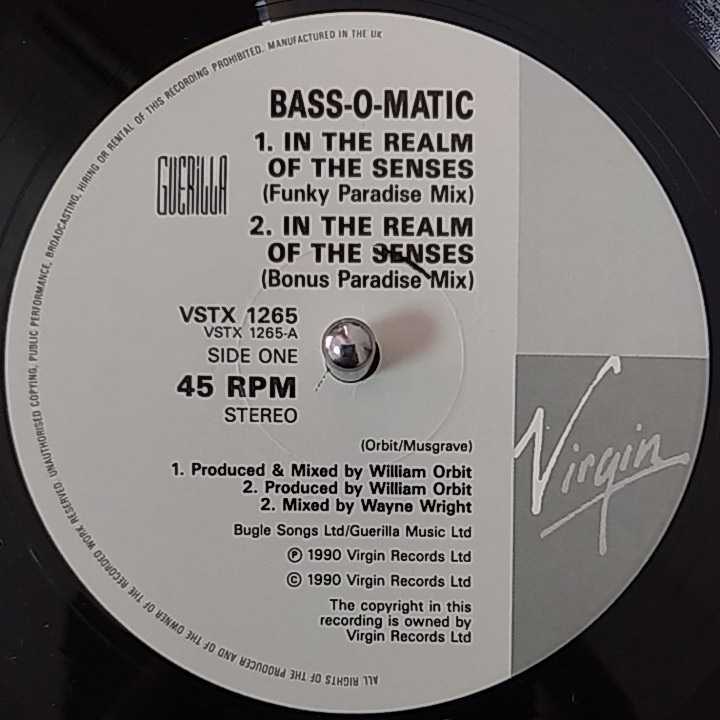 BASS-O-MATIC
1. IN THE REALM
OF THE SENSES
(Funky Paradise Mix)
GUERILLA
2. IN THE REALM
OF THE SENSES
(Bonus Paradise Mix)
VSTX 1265
VSTX 1265-A
SIDE ONE
45 RPM
STEREO
Virgin
(Orbit/Musgrave)
1. Produced & Mixed by William Orbit
2. Produced by William Orbit
2. Mixed by Wayne Wright
Bugle Songs Ltd/Guerilla Music Ltd
℗ 1990 Virgin Records Ltd
© 1990 Virgin Records Ltd
The copyright in this
recording is owned by
Virgin Records Ltd
ALL RIGHTS OF THE PRODUCER AND OF THE OWNER OF THE RECORDED WORK RESERVED. UNAUTHORISED COPYING, PUBLIC PERFORMANCE, BROADCASTING, HIRING OR RENTAL OF THIS RECORDING PROHIBITED. MANUFACTURED IN THE UK